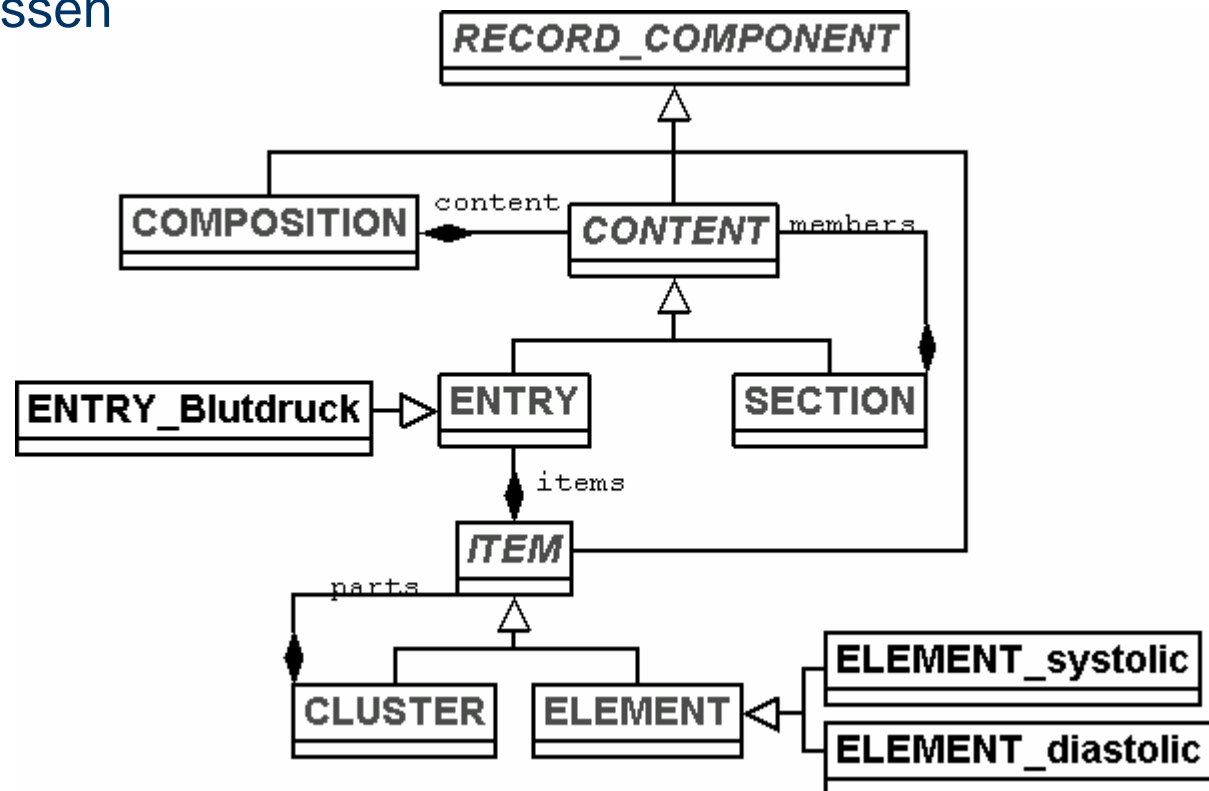 ssen
RECORD_COMPONENT
COMPOSITION
content
CONTENT
members
ENTRY_Blutdruck
ENTRY
SECTION
items
ITEM
parts
CLUSTER
ELEMENT
ELEMENT_systolic
ELEMENT_diastolic